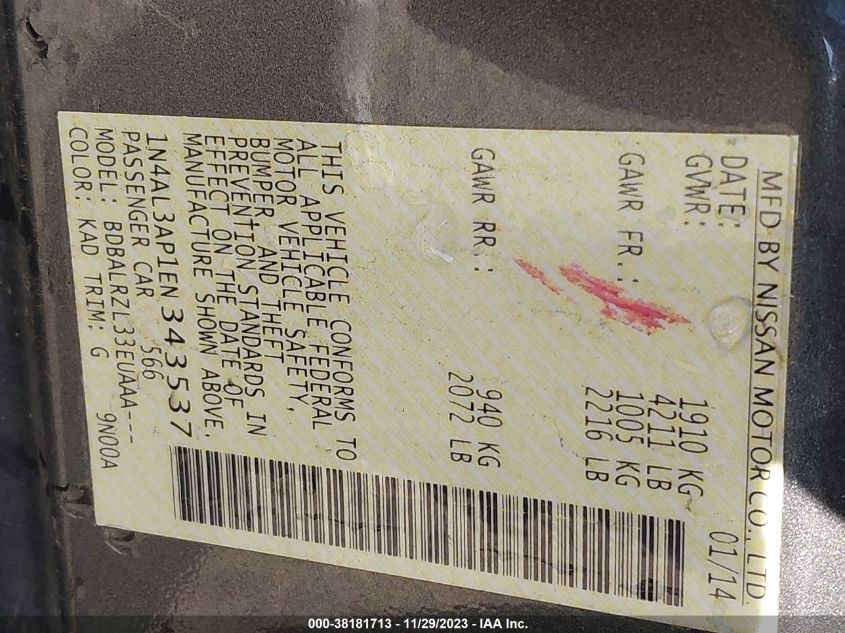 MFD BY NISSAN MOTOR CO., LTD
DATE: 01/14
GVWR: 1910 KG
4211 LB
GAWR FR.: 1005 KG
2216 LB
GAWR RR.: 940 KG
2072 LB
THIS VEHICLE CONFORMS TO
ALL APPLICABLE FEDERAL
MOTOR VEHICLE SAFETY,
BUMPER AND THEFT
PREVENTION STANDARDS IN
EFFECT ON THE DATE OF
MANUFACTURE SHOWN ABOVE.
1N4AL3AP1EN343537
PASSENGER CAR 566
MODEL: BDBALRZL33EUAAA---
COLOR: KAD TRIM: G 9N00A
000-38181713 - 11/29/2023 - IAA Inc.